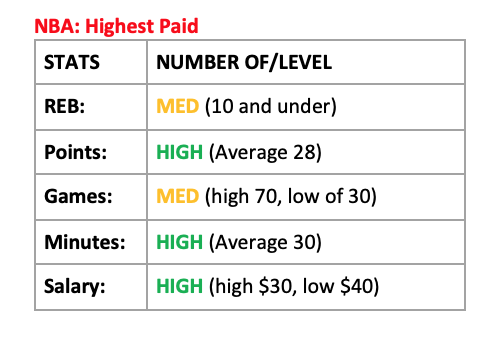 NBA: Highest Paid
STATS NUMBER OF/LEVEL
REB: MED (10 and under)
Points: HIGH (Average 28)
Games: MED (high 70, low of 30)
Minutes: HIGH (Average 30)
Salary: HIGH (high $30, low $40)